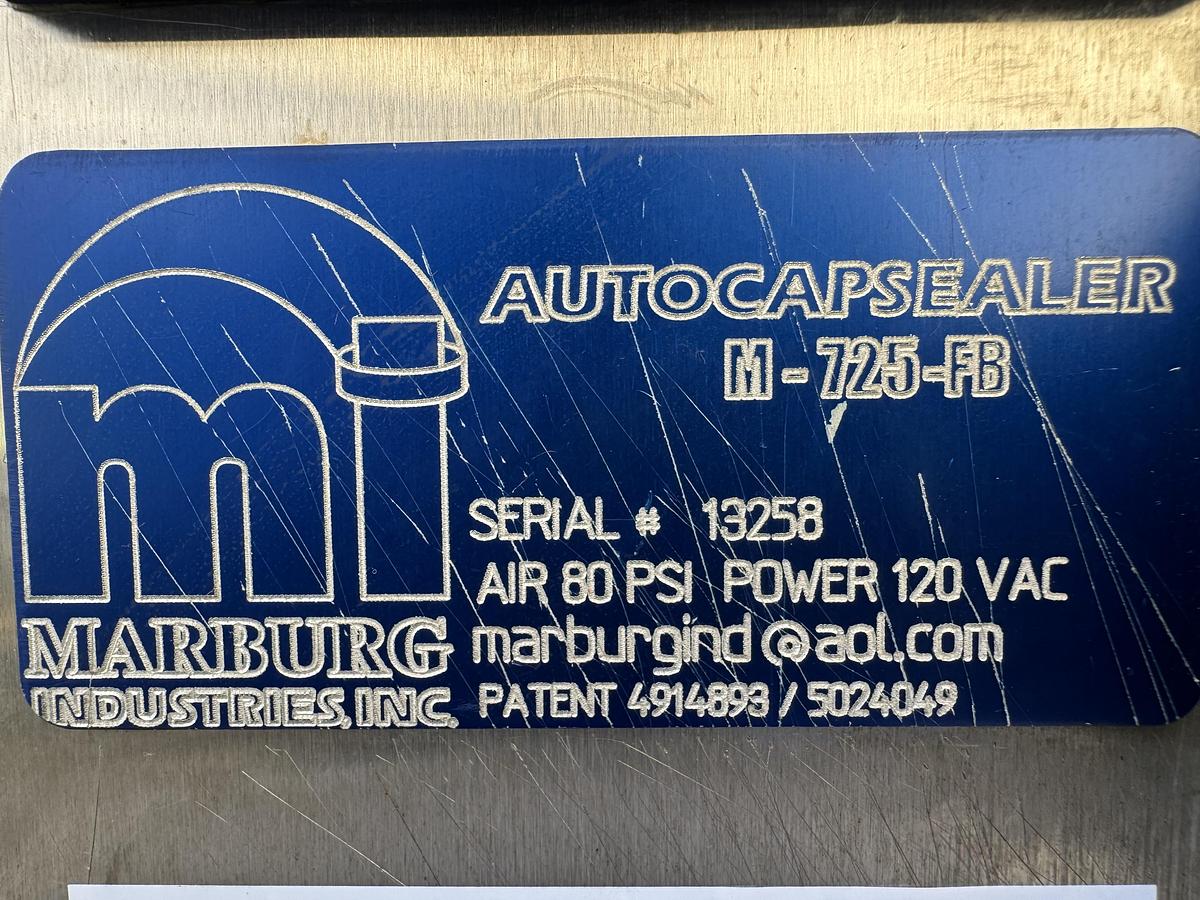 mi
AUTOCAPSEALER
M-725-FB
SERIAL # 13258
AIR 80 PSI POWER 120 VAC
marburgind@aol.com
PATENT 4914893 / 5024049
MARBURG
INDUSTRIES, INC.